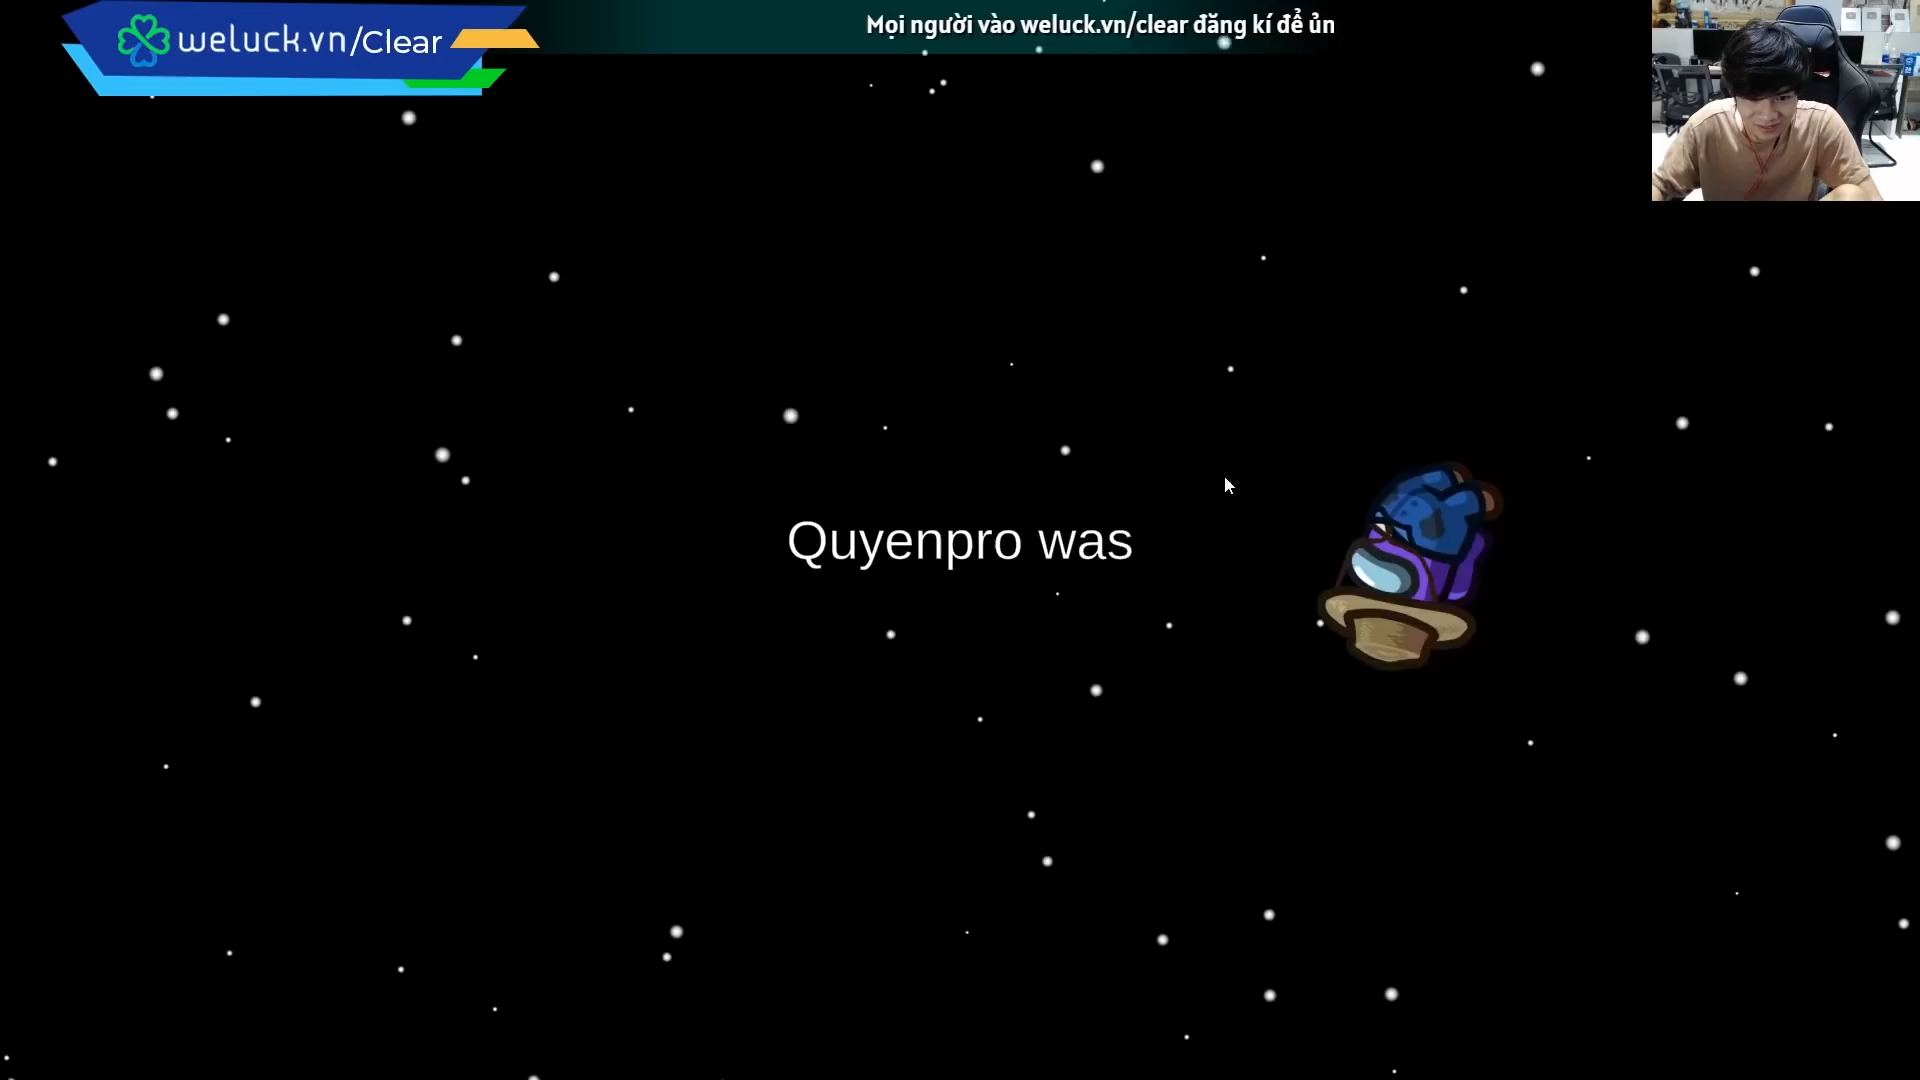 weluck.vn/Clear
Mọi người vào weluck.vn/clear đăng kí để ủn
Quyenpro was